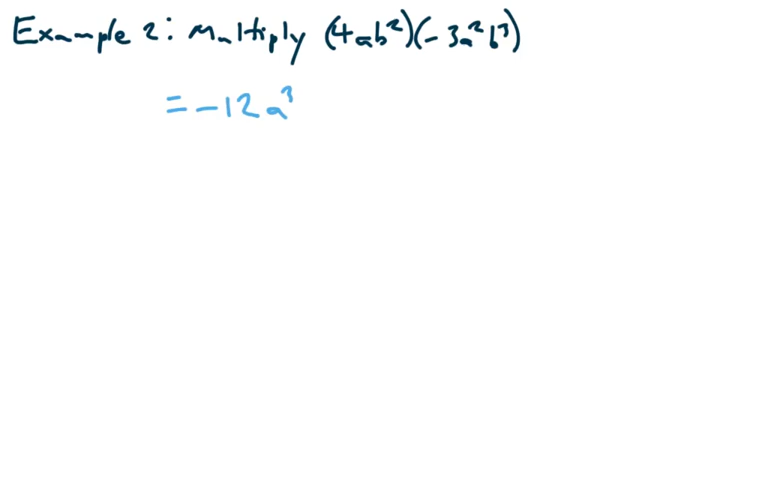 Example 2: Multiply (4ab²)(-3a²b³)
= -12a³